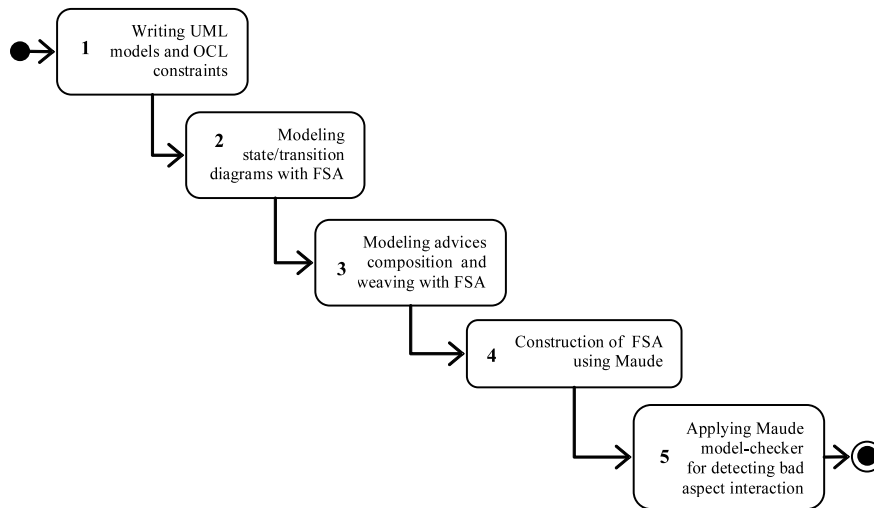 1
Writing UML
models and OCL
constraints
2
Modeling
state/transition
diagrams with FSA
3
Modeling advices
composition and
weaving with FSA
4
Construction of FSA
using Maude
5
Applying Maude
model-checker
for detecting bad
aspect interaction